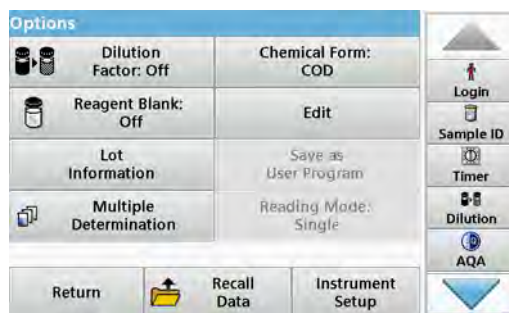 Options
Dilution
Factor: Off
Chemical Form:
COD
Reagent Blank:
Off
Edit
Lot
Information
Save as
User Program
Multiple
Determination
Reading Mode:
Single
Return
Recall
Data
Instrument
Setup
Login
Sample ID
Timer
Dilution
AQA